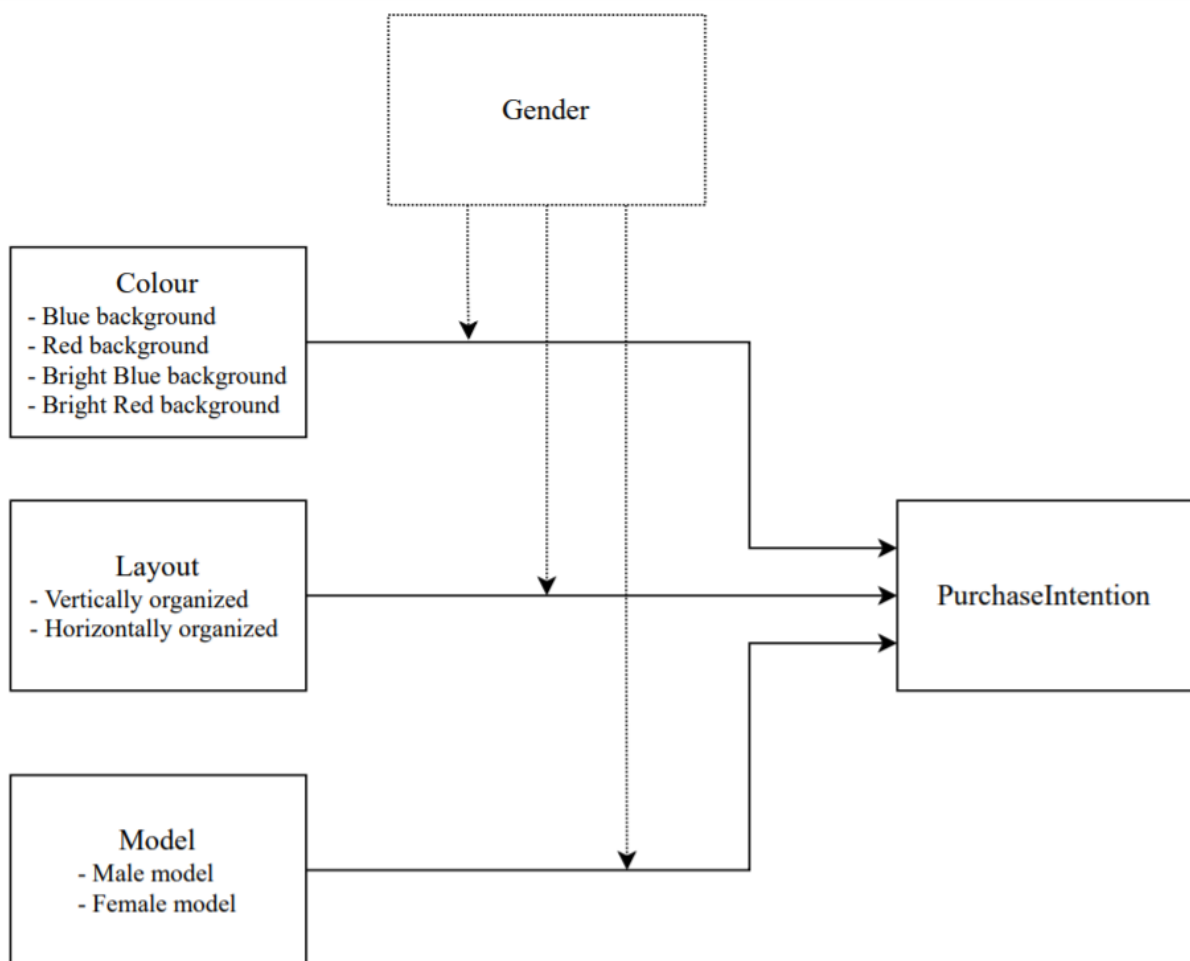 Gender
Colour
- Blue background
- Red background
- Bright Blue background
- Bright Red background
Layout
- Vertically organized
- Horizontally organized
PurchaseIntention
Model
- Male model
- Female model